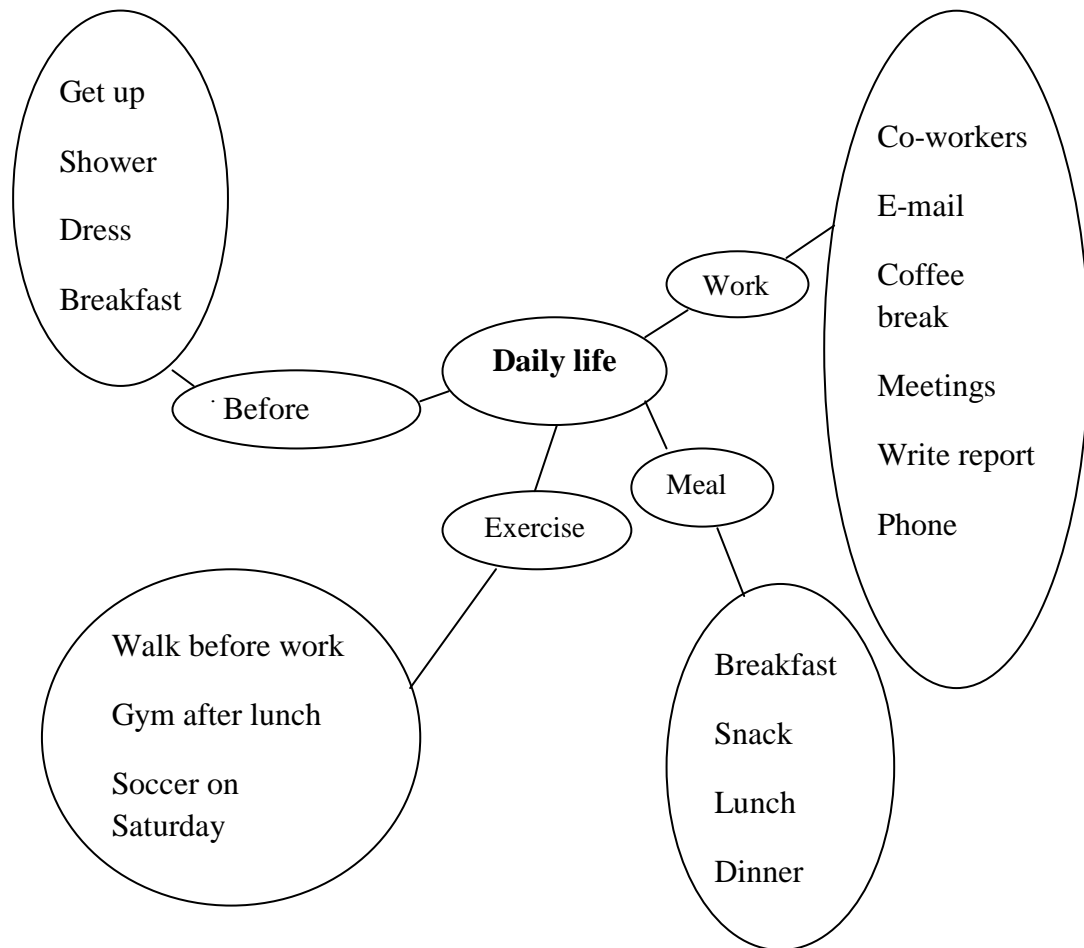 Get up
Shower
Dress
Breakfast
Co-workers
E-mail
Coffee
break
Meetings
Write report
Phone
Work
Daily life
Before
Meal
Exercise
Walk before work
Gym after lunch
Soccer on
Saturday
Breakfast
Snack
Lunch
Dinner